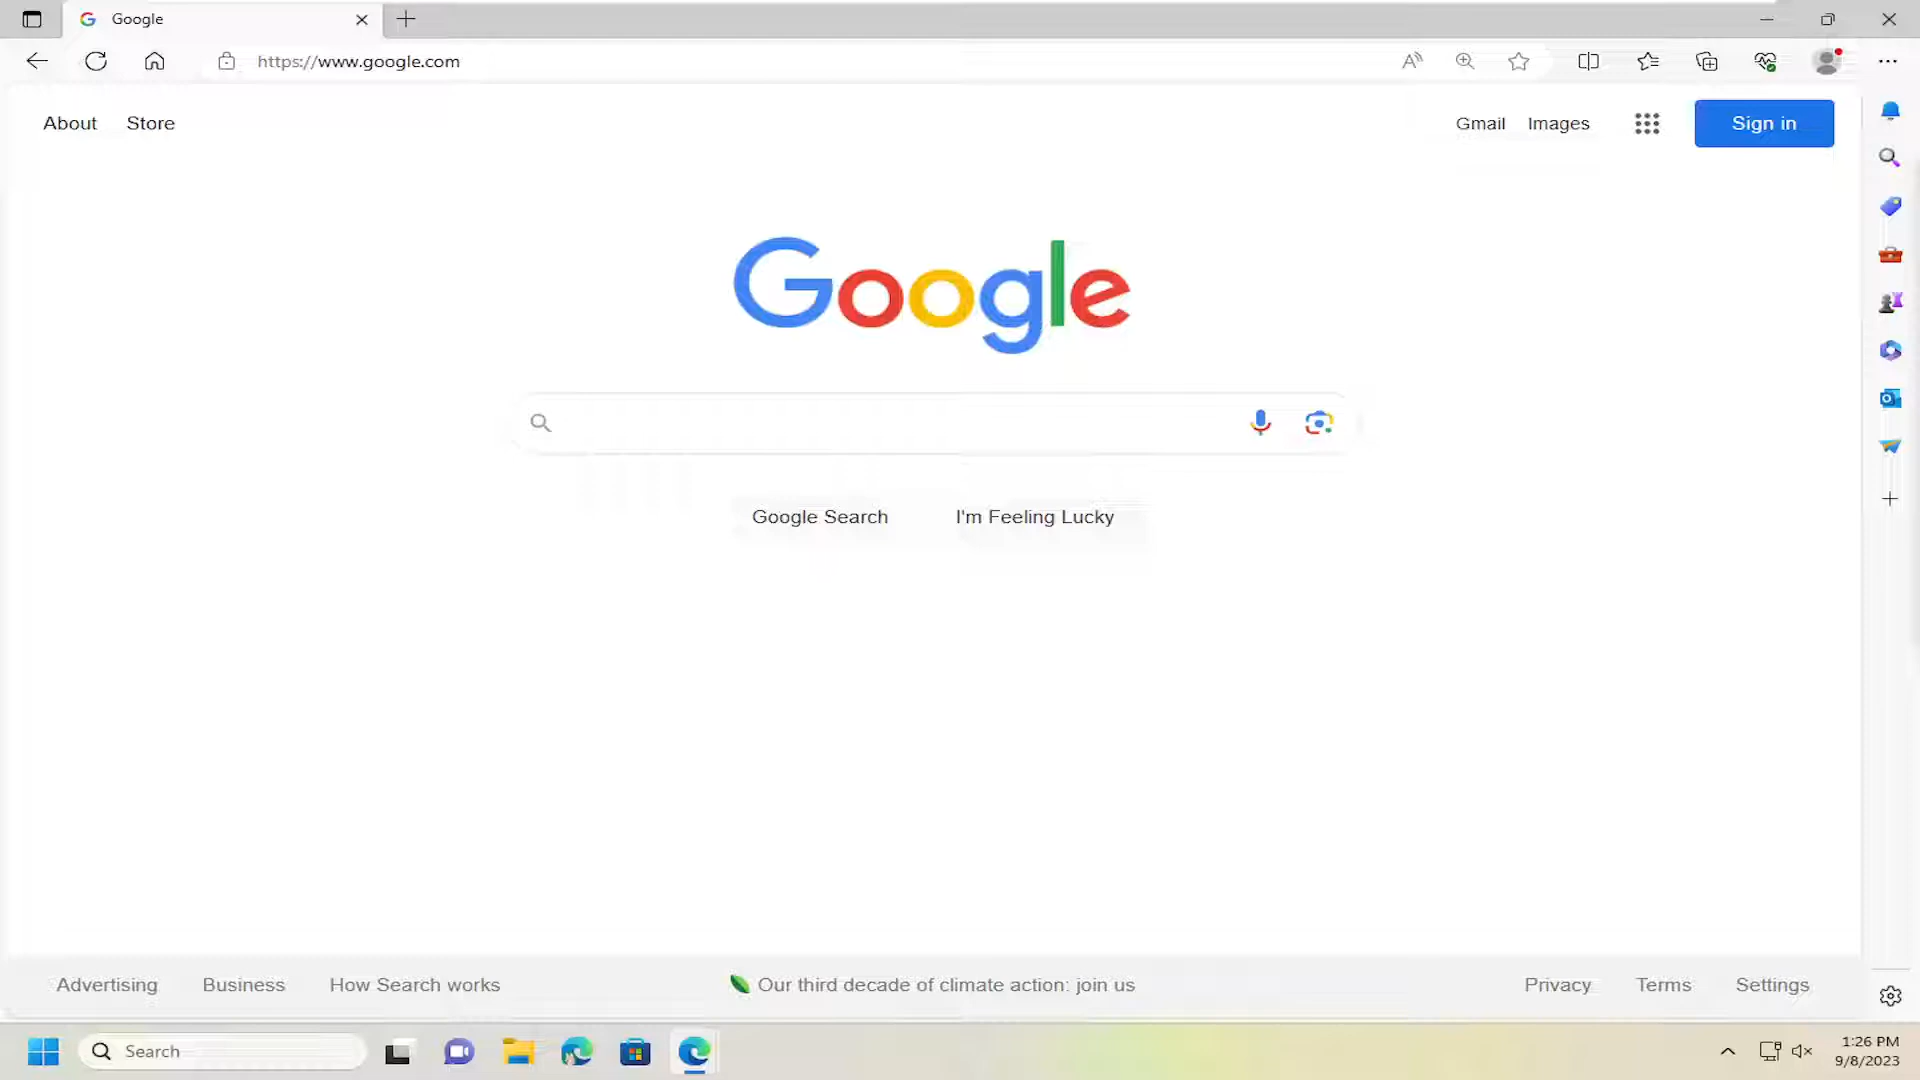 Google
https://www.google.com
About Store
Gmail Images Sign in
Google
Google Search I'm Feeling Lucky
Advertising Business How Search works
Our third decade of climate action: join us
Privacy Terms Settings
Search
1:26 PM
9/8/2023